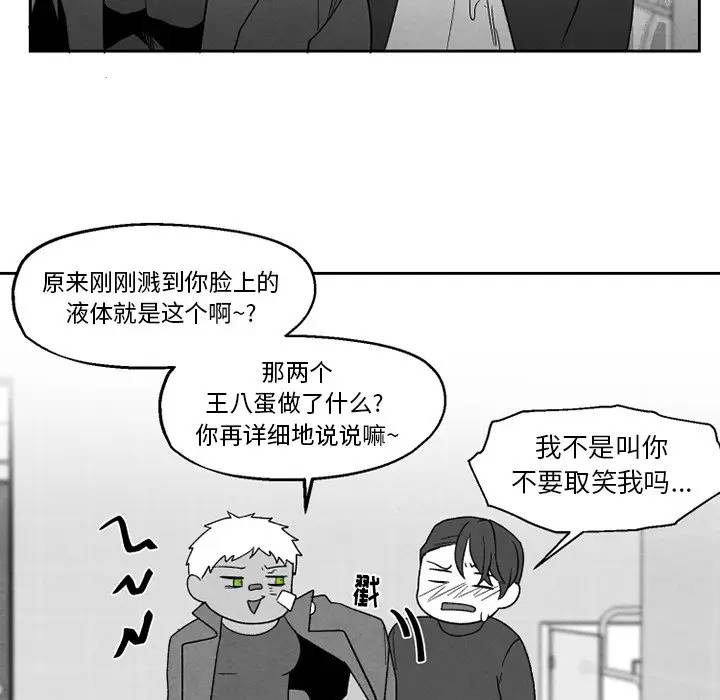 原来刚刚溅到你脸上的
液体就是这个啊~?
那两个
王八蛋做了什么?
你再详细地说说嘛~
我不是叫你
不要取笑我吗...
戳